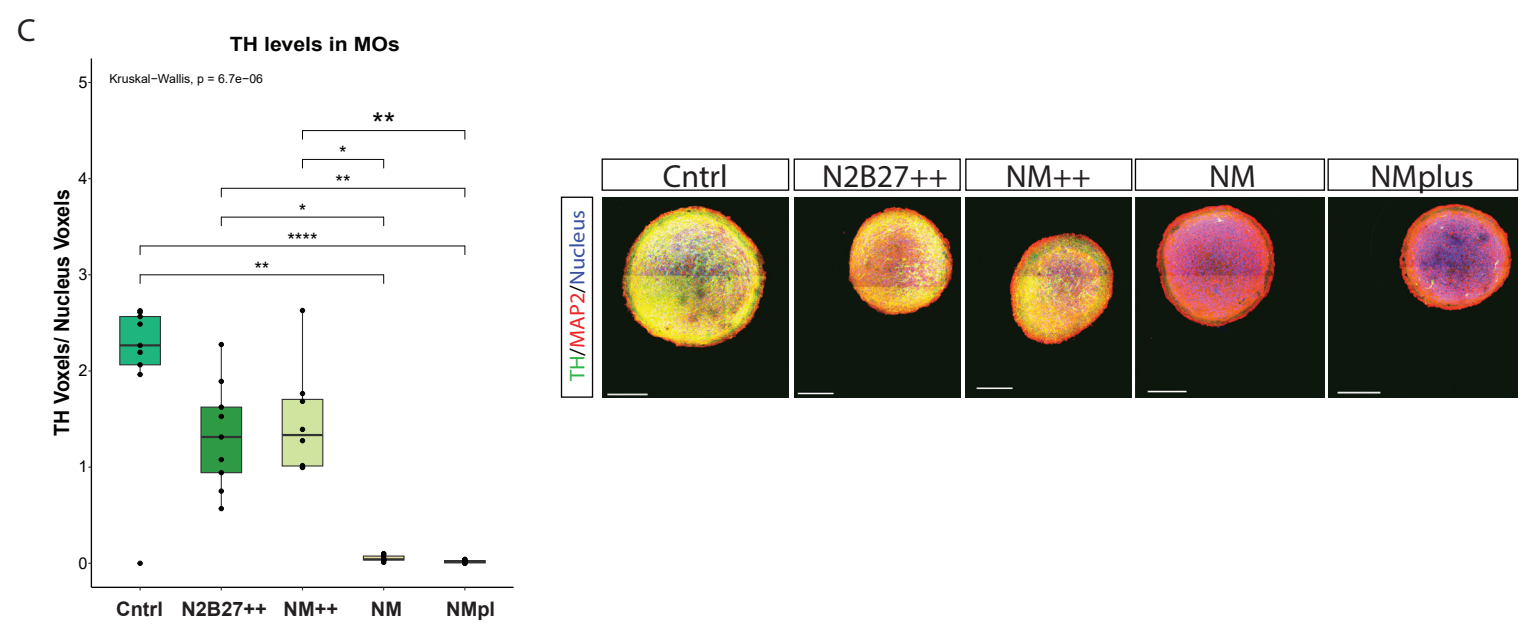 C
TH levels in MOs
Kruskal−Wallis, p = 6.7e−06
TH Voxels/ Nucleus Voxels
5
4
3
2
1
0
**
*
**
*
****
**
Cntrl N2B27++ NM++ NM NMpl
Cntrl N2B27++ NM++ NM NMplus
TH/MAP2/Nucleus